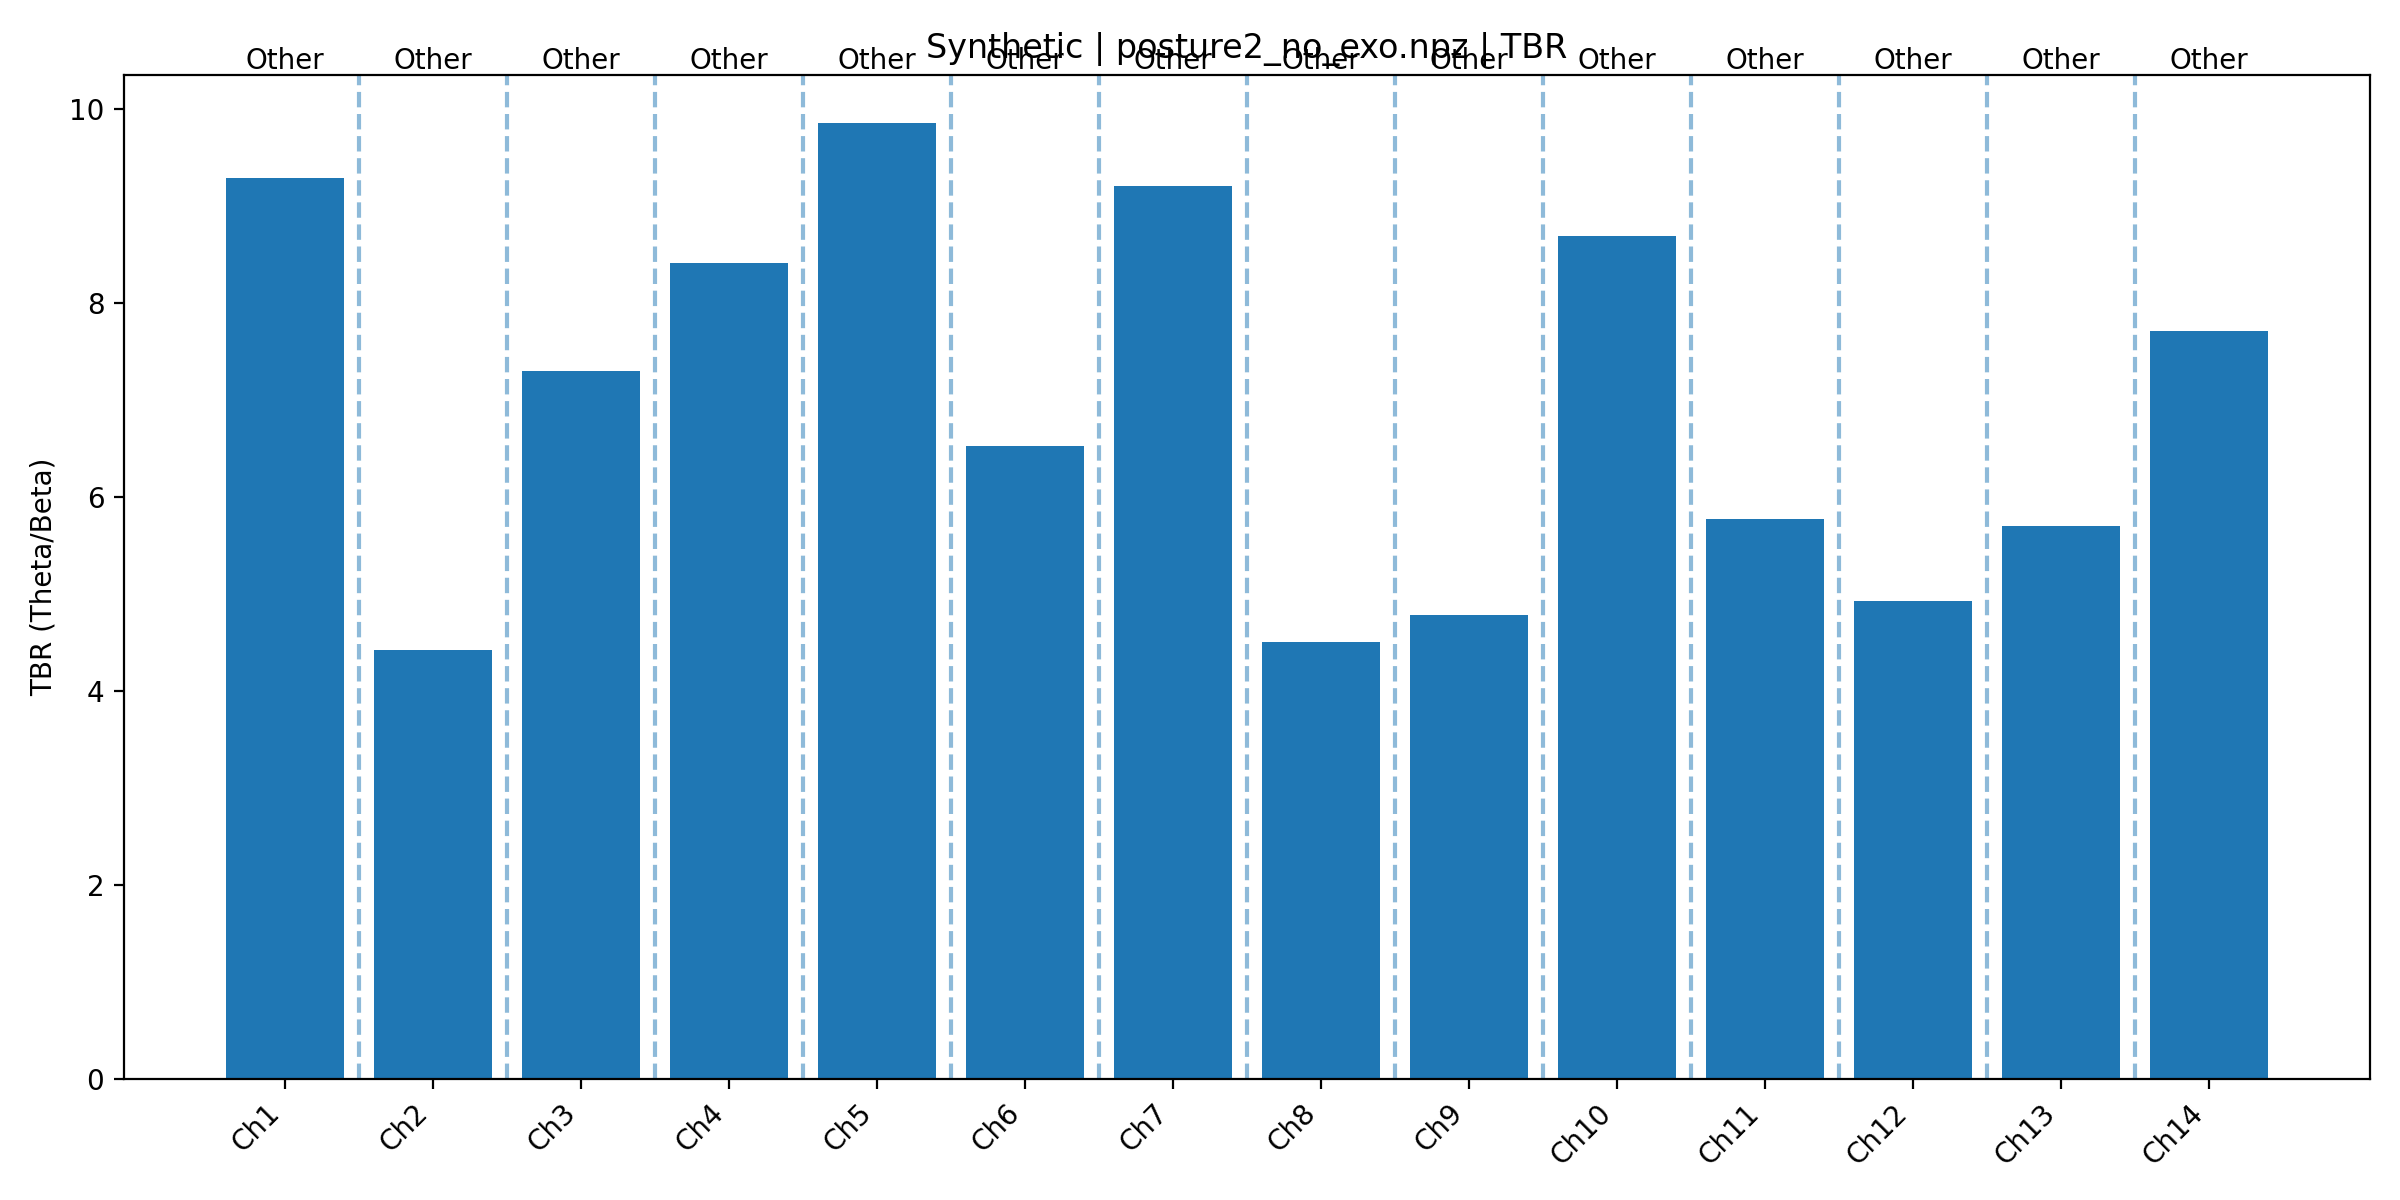 Synthetic | posture2_no_exo.npz | TBR
Other Other Other Other Other Other Other Other Other Other Other Other Other Other
10
8
6
4
2
0
TBR (Theta/Beta)
Ch1 Ch2 Ch3 Ch4 Ch5 Ch6 Ch7 Ch8 Ch9 Ch10 Ch11 Ch12 Ch13 Ch14